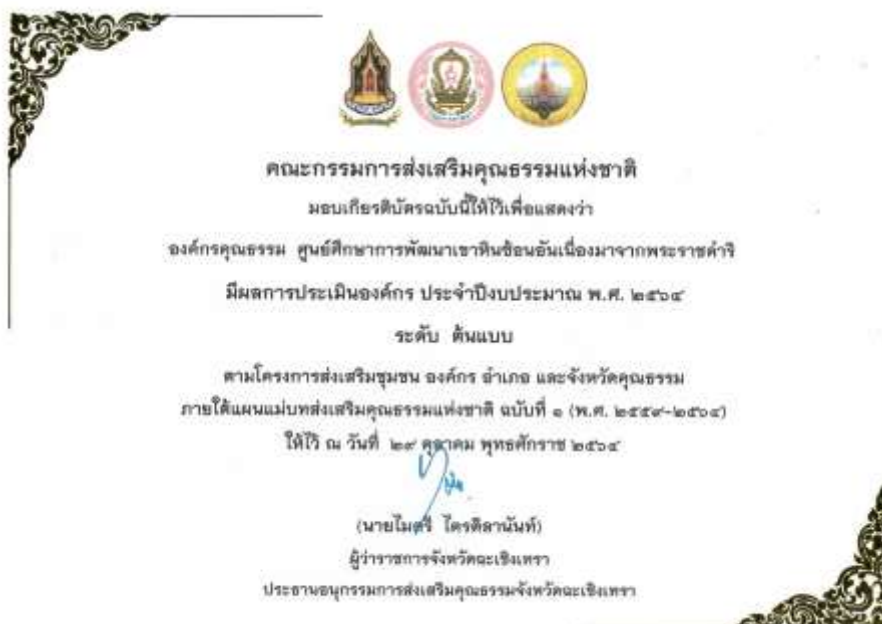 คณะกรรมการส่งเสริมคุณธรรมแห่งชาติ
มอบเกียรติบัตรฉบับนี้ให้ไว้เพื่อแสดงว่า
องค์กรคุณธรรม ศูนย์ศึกษาการพัฒนาเขาหินซ้อนอันเนื่องมาจากพระราชดำริ
มีผลการประเมินองค์กร ประจำปีงบประมาณ พ.ศ. ๒๕๖๔
ระดับ ต้นแบบ
ตามโครงการส่งเสริมชุมชน องค์กร อำเภอ และจังหวัดคุณธรรม
ภายใต้แผนแม่บทส่งเสริมคุณธรรมแห่งชาติ ฉบับที่ ๑ (พ.ศ. ๒๕๕๙-๒๕๖๔)
ให้ไว้ ณ วันที่ ๒๙ ตุลาคม พุทธศักราช ๒๕๖๔
(นายไมตรี ไตรติลานันท์)
ผู้ว่าราชการจังหวัดฉะเชิงเทรา
ประธานอนุกรรมการส่งเสริมคุณธรรมจังหวัดฉะเชิงเทรา